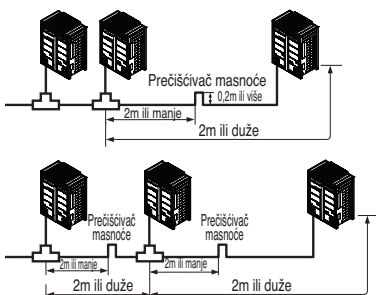 Prečišćivač masnoće
0,2m ili više
2m ili manje
2m ili duže
Prečišćivač
masnoće
Prečišćivač
masnoće
2m ili manje
2m ili manje
2m ili duže
2m ili duže